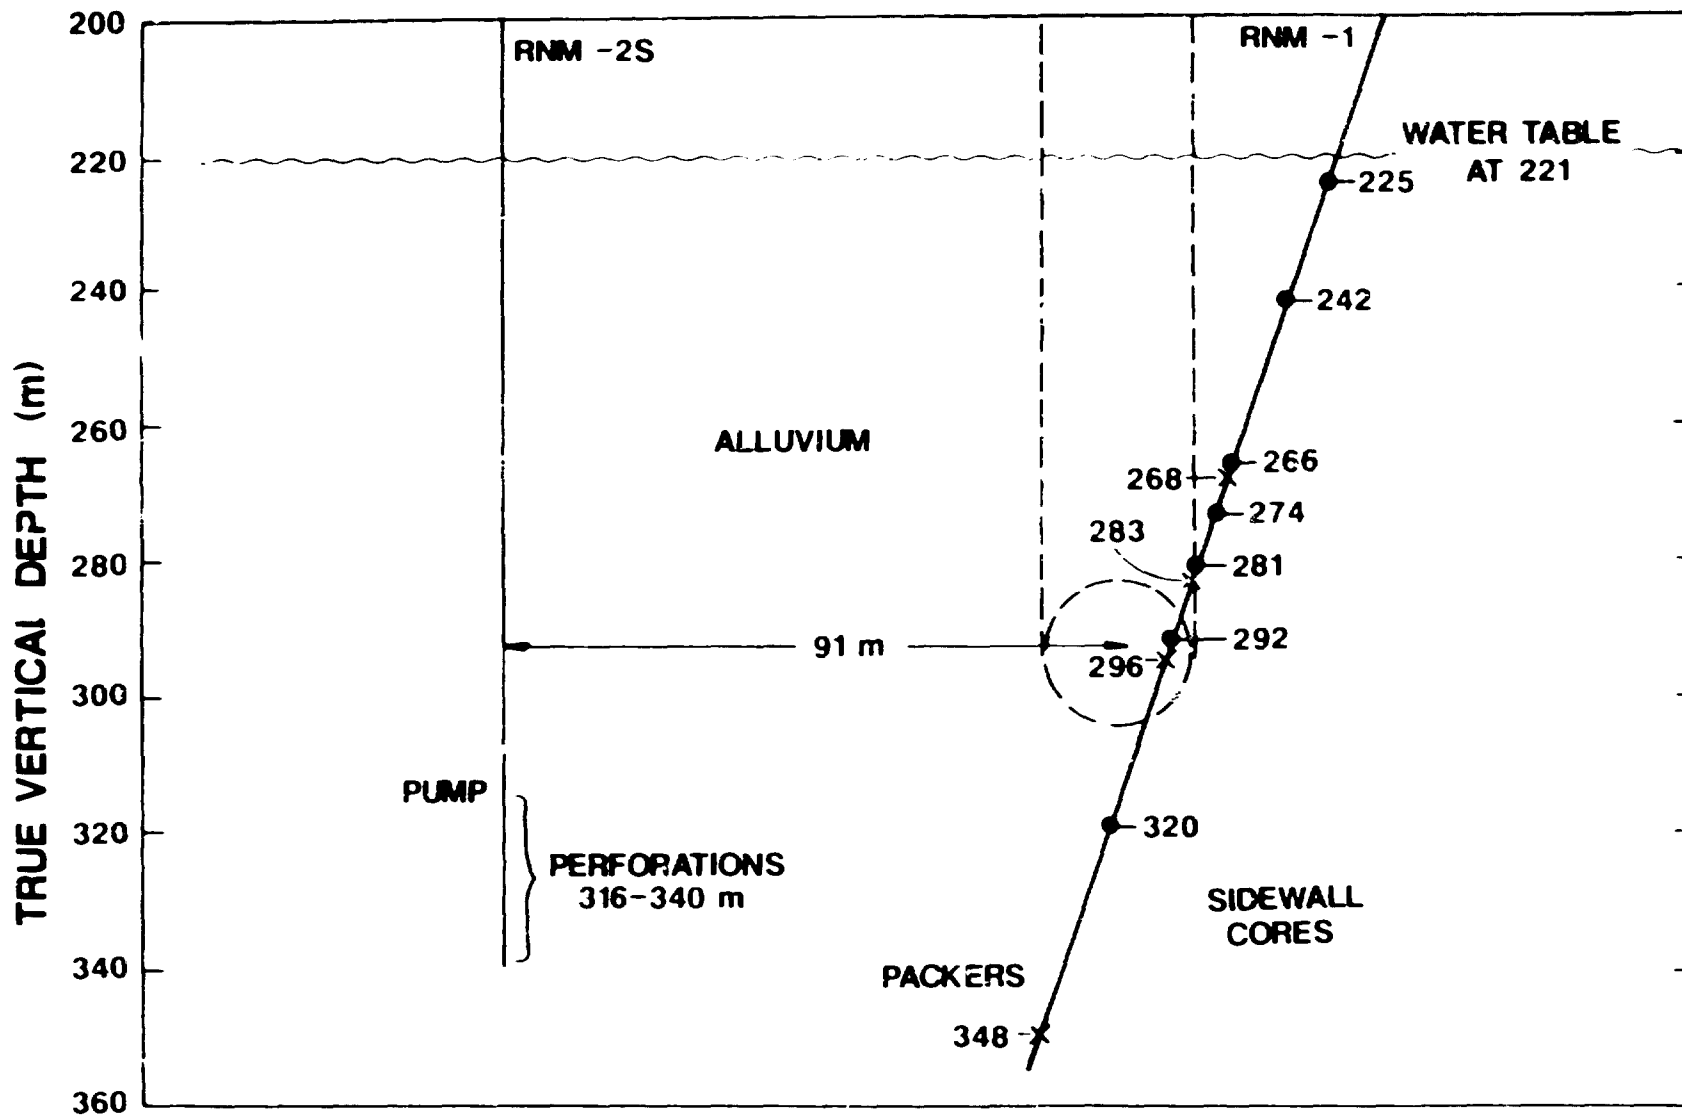 TRUE VERTICAL DEPTH (m)
200
220
240
260
280
300
320
340
360
RNM -2S
RNM -1
WATER TABLE
AT 221
225
242
ALLUVIUM
266
268
274
283
281
91 m
292
296
PUMP
320
PERFORATIONS
316-340 m
SIDEWALL
CORES
PACKERS
348